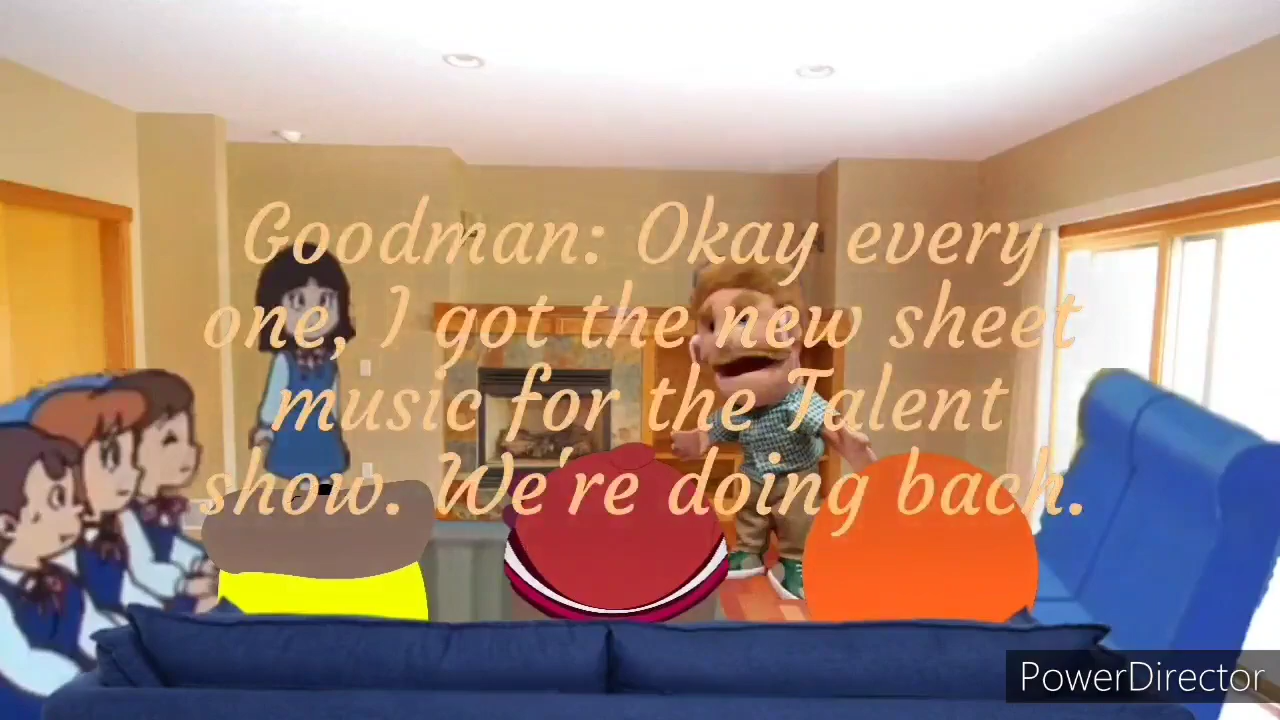 Goodman: Okay every
one, I got the new sheet
music for the Talent
show. We're doing bach.
PowerDirector